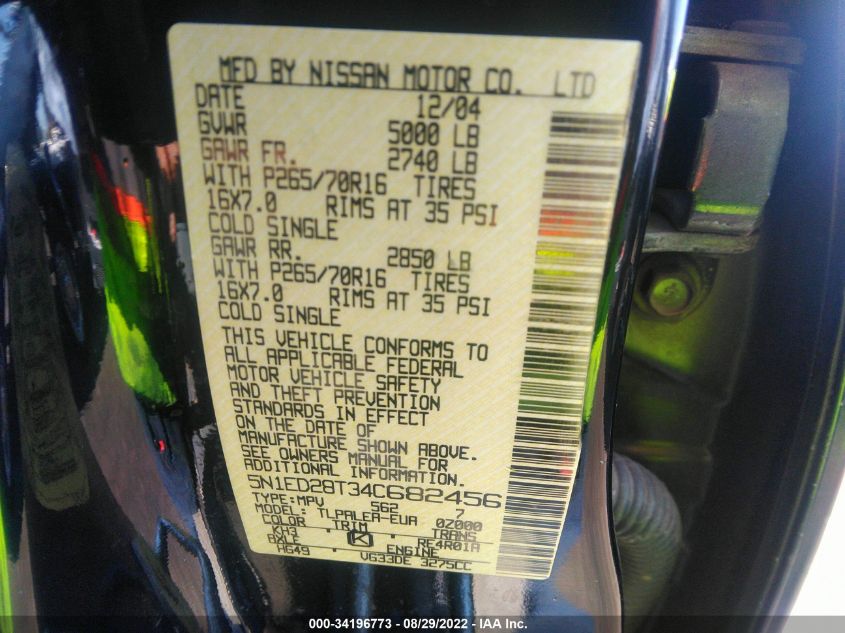 MFD BY NISSAN MOTOR CO. LTD
DATE 12/04
GVWR 5000 LB
GAWR FR. 2740 LB
WITH P265/70R16 TIRES
16X7.0 RIMS AT 35 PSI
COLD SINGLE
GAWR RR. 2850 LB
WITH P265/70R16 TIRES
16X7.0 RIMS AT 35 PSI
COLD SINGLE
THIS VEHICLE CONFORMS TO
ALL APPLICABLE FEDERAL
MOTOR VEHICLE SAFETY
AND THEFT PREVENTION
STANDARDS IN EFFECT
ON THE DATE OF
MANUFACTURE SHOWN ABOVE.
SEE OWNERS MANUAL FOR
ADDITIONAL INFORMATION.
5N1ED28T34C682456
TYPE:MPV 562 7
MODEL: TLPALEA-EUA 0Z000
COLOR TRIM TRANS
KH3 K RE4R01A
AXLE ENGINE
HG49 VG33DE 3275CC
000-34196773 - 08/29/2022 - IAA Inc.